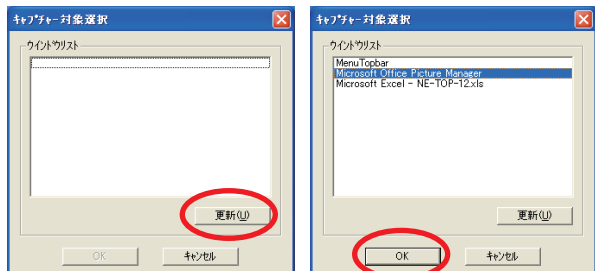 キャプチャー対象選択
ウインドウリスト
更新(U)
OK
キャンセル
キャプチャー対象選択
ウインドウリスト
MenuTopbar
Microsoft Office Picture Manager
Microsoft Excel - NE-TOP-12.xls
更新(U)
OK
キャンセル